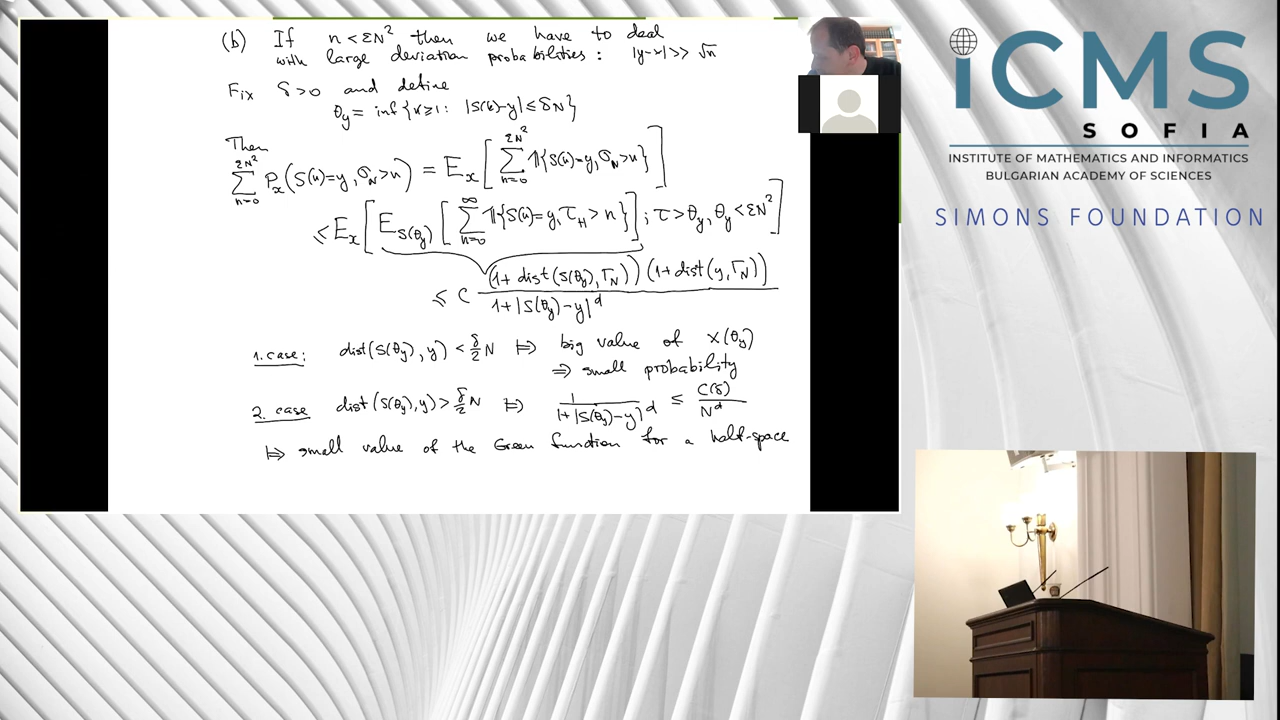 (b) If n < εN² then we have to deal
with large deviation probabilities : |y-x| >> √n
Fix δ>0 and define
θ_y = inf {k≥1 : |S(k)-y| ≤ δN}
Then
∑_{n=0}^{εN²} P_x(S(n)=y, σ_N>n) = E_x [ ∑_{n=0}^{εN²} 1{S(n)=y, σ_N>n} ]
≤ E_x [ E_{S(θ_y)} [ ∑_{n=0}^{∞} 1{S(n)=y, τ_H>n} ] ; τ>θ_y, θ_y<εN² ]
≤ C (1+dist(S(θ_y),Γ_N)) (1+dist(y,Γ_N)) / 1+|S(θ_y)-y|^d
1. case: dist(S(θ_y), y) < δ/2 N ⊨> big value of X(θ_y)
⇒ small probability
2. case dist(S(θ_y),y) > δ/2 N ⊨> 1 / 1+|S(θ_y)-y|^d ≤ C(δ) / N^d
⊨> small value of the Green function for a half-space
iCMS
SOFIA
INSTITUTE OF MATHEMATICS AND INFORMATICS
BULGARIAN ACADEMY OF SCIENCES
SIMONS FOUNDATION